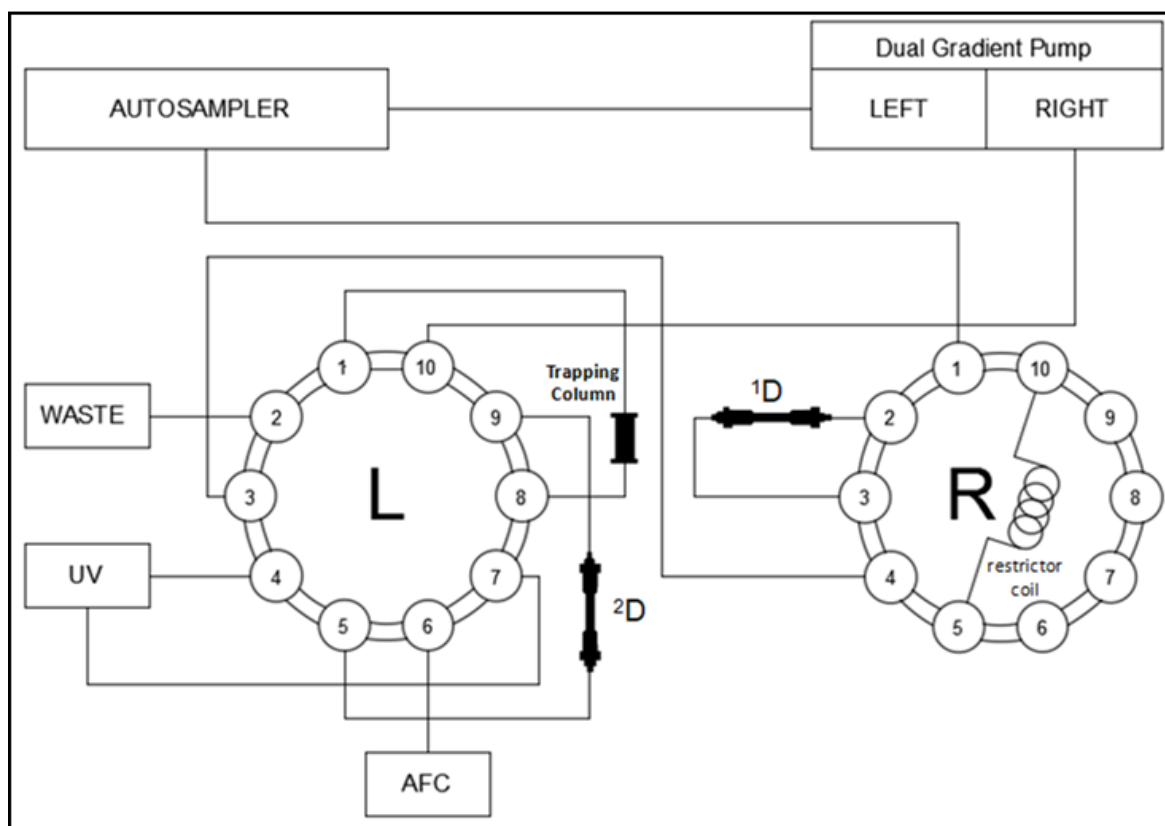 Dual Gradient Pump
AUTOSAMPLER
LEFT
RIGHT
1
10
2
9
3
8
4
7
5
6
L
Trapping
Column
WASTE
UV
²D
AFC
¹D
1
10
2
9
3
8
4
7
5
6
R
restrictor
coil